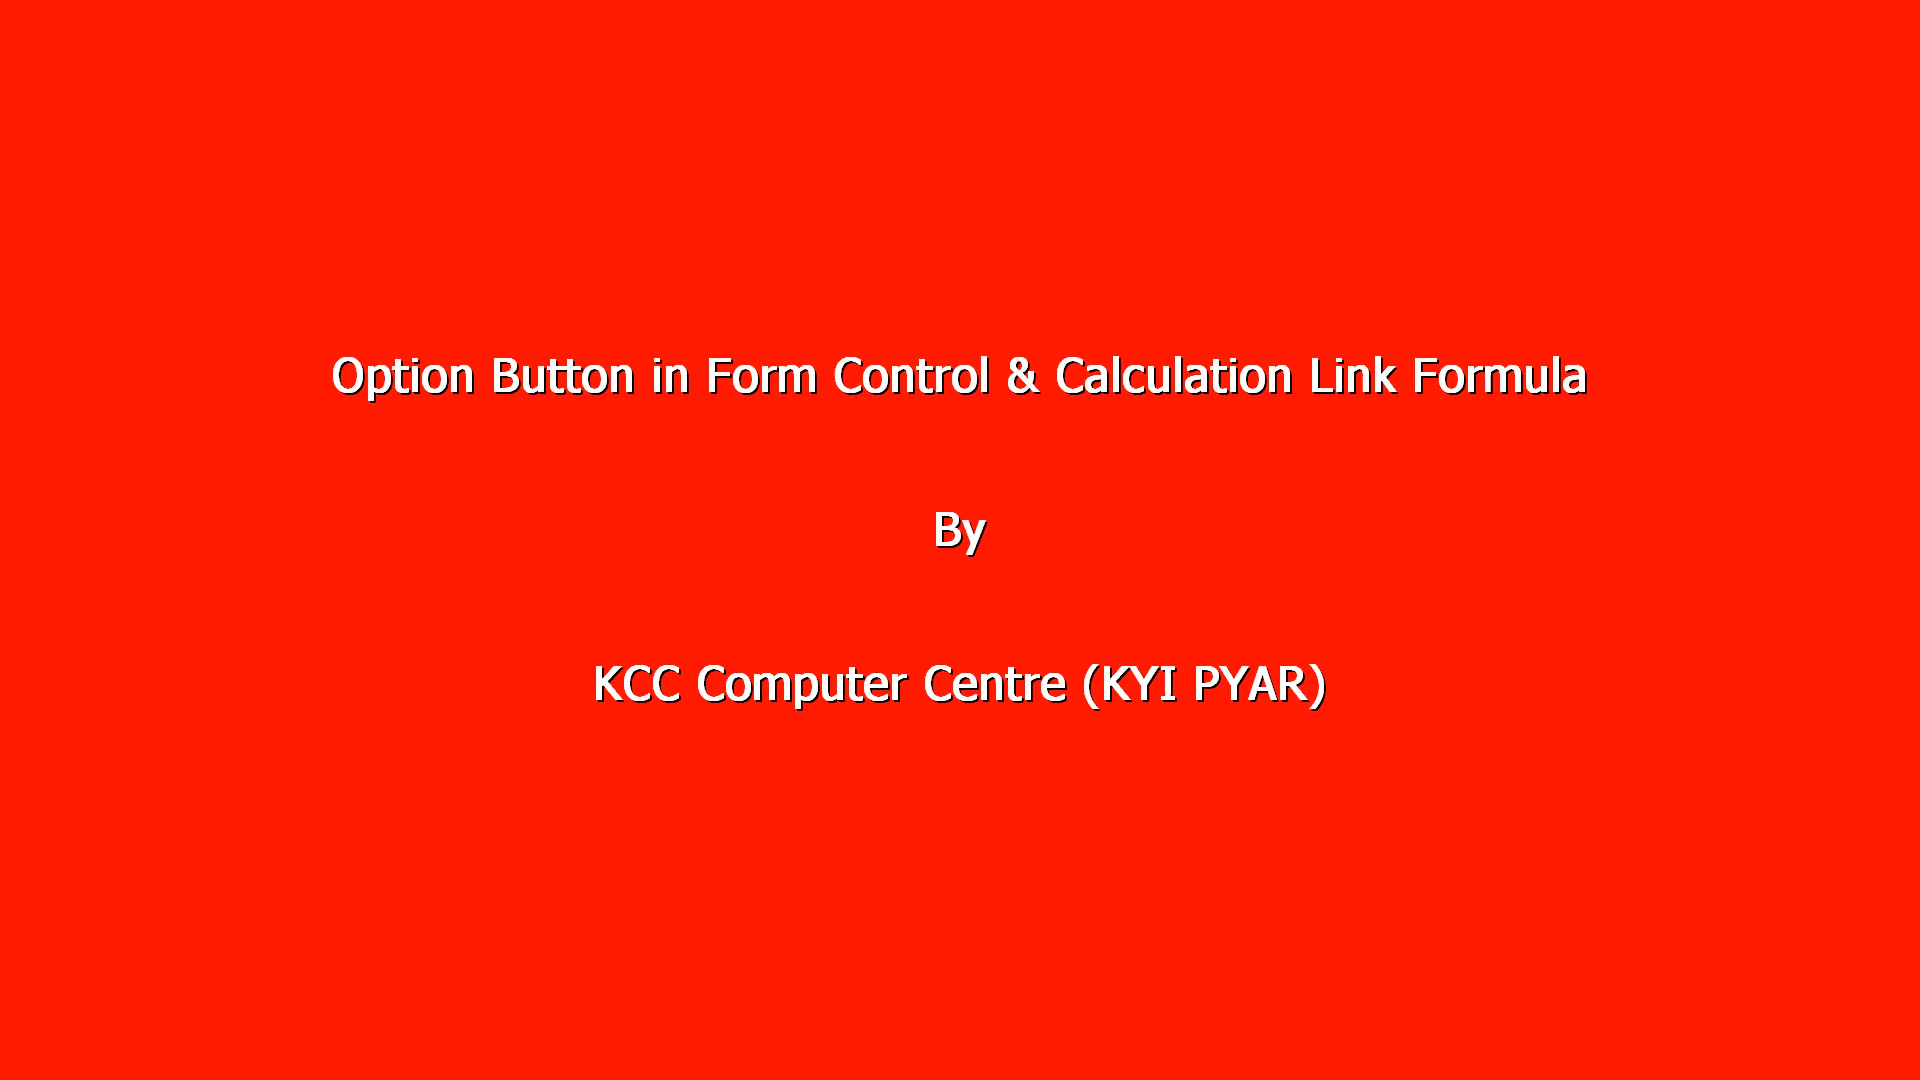 Option Button in Form Control & Calculation Link Formula
By
KCC Computer Centre (KYI PYAR)